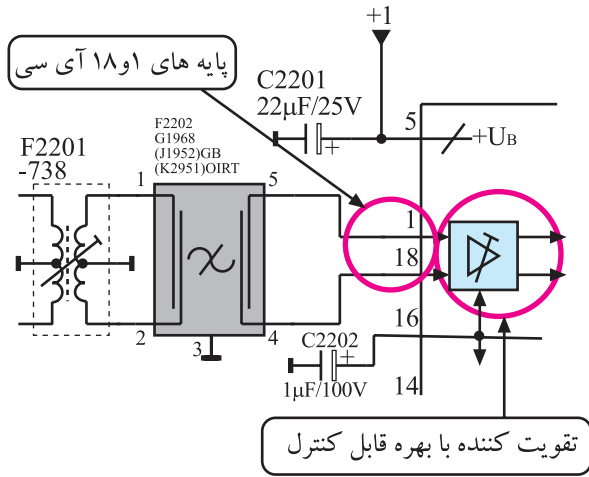 +1
پایه های ۱و۱۸ آی سی
C2201
22µF/25V
+
5
+UB
F2201
-738
F2202
G1968
(J1952)GB
(K2951)OIRT
1
5
1
18
2
3
4
16
C2202
+
1µF/100V
14
تقویت کننده با بهره قابل کنترل